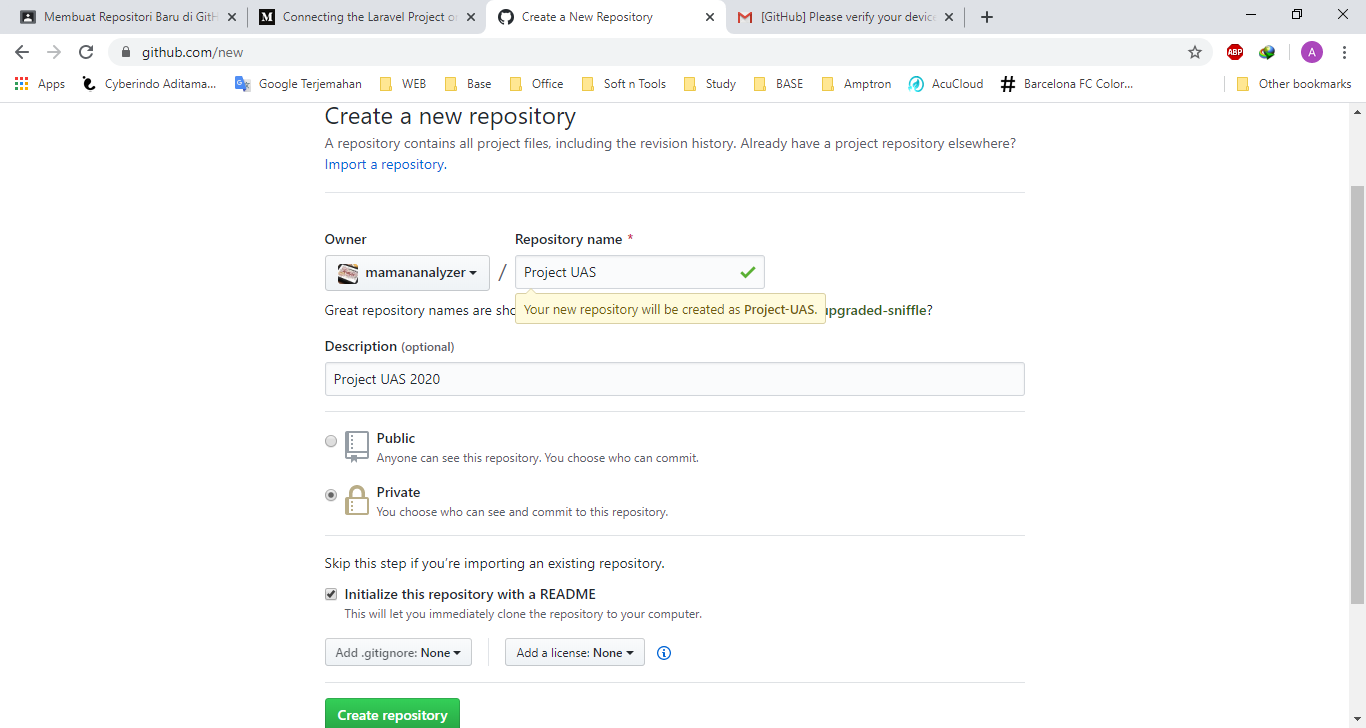 Membuat Repositori Baru di GitH
Connecting the Laravel Project o
Create a New Repository
[GitHub] Please verify your device
github.com/new
ABP
A
Apps
Cyberindo Aditama...
Google Terjemahan
WEB
Base
Office
Soft n Tools
Study
BASE
Amptron
AcuCloud
Barcelona FC Color...
Other bookmarks
Create a new repository
A repository contains all project files, including the revision history. Already have a project repository elsewhere?
Import a repository.
Owner
Repository name *
mamananalyzer
/
Project UAS
Great repository names are sho
Your new repository will be created as Project-UAS.
upgraded-sniffle?
Description (optional)
Project UAS 2020
Public
Anyone can see this repository. You choose who can commit.
Private
You choose who can see and commit to this repository.
Skip this step if you're importing an existing repository.
Initialize this repository with a README
This will let you immediately clone the repository to your computer.
Add .gitignore: None
Add a license: None
Create repository